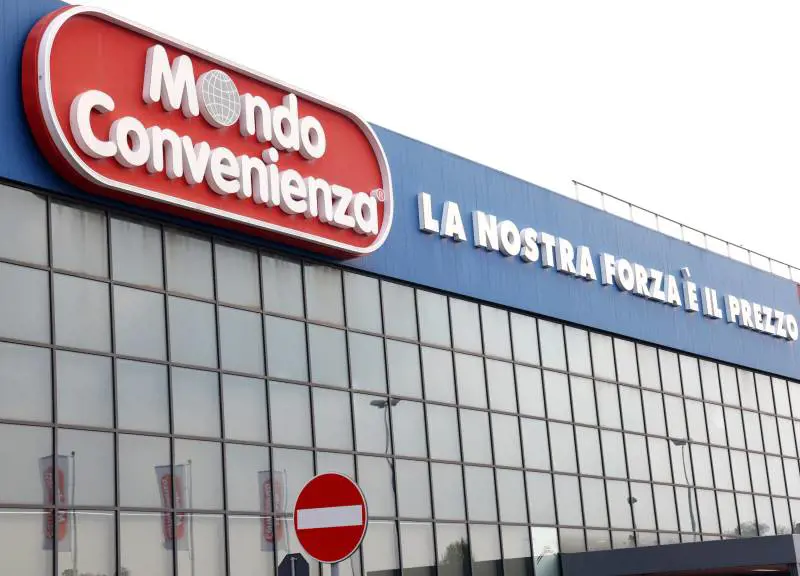 Mondo
Convenienza®
LA NOSTRA FORZA È IL PREZZO